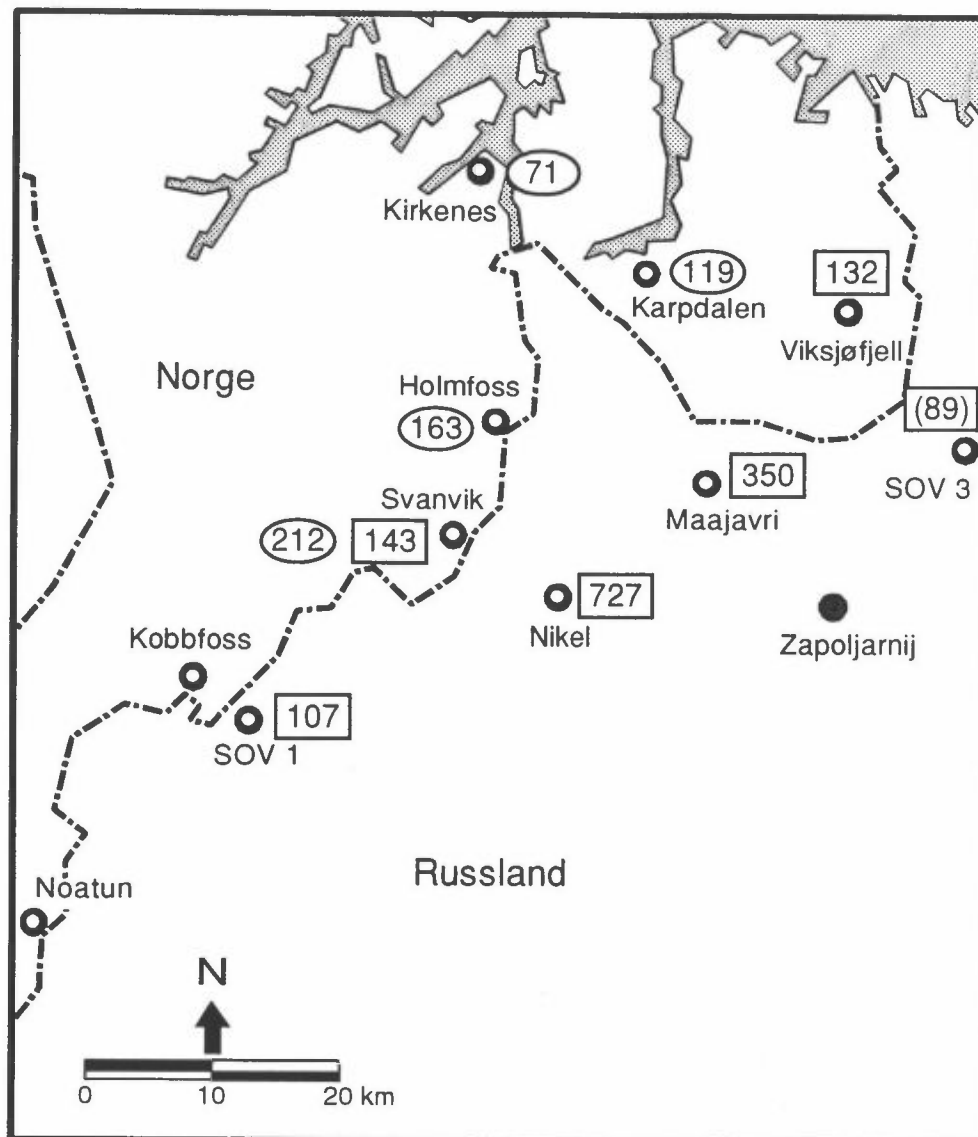 71
Kirkenes
119
Karpdalen
132
Viksjøfjell
Norge
Holmfoss
163
(89)
SOV 3
350
Maajavri
Svanvik
212
143
727
Nikel
Zapoljarnij
Kobbfoss
107
SOV 1
Russland
Noatun
N
0 10 20 km